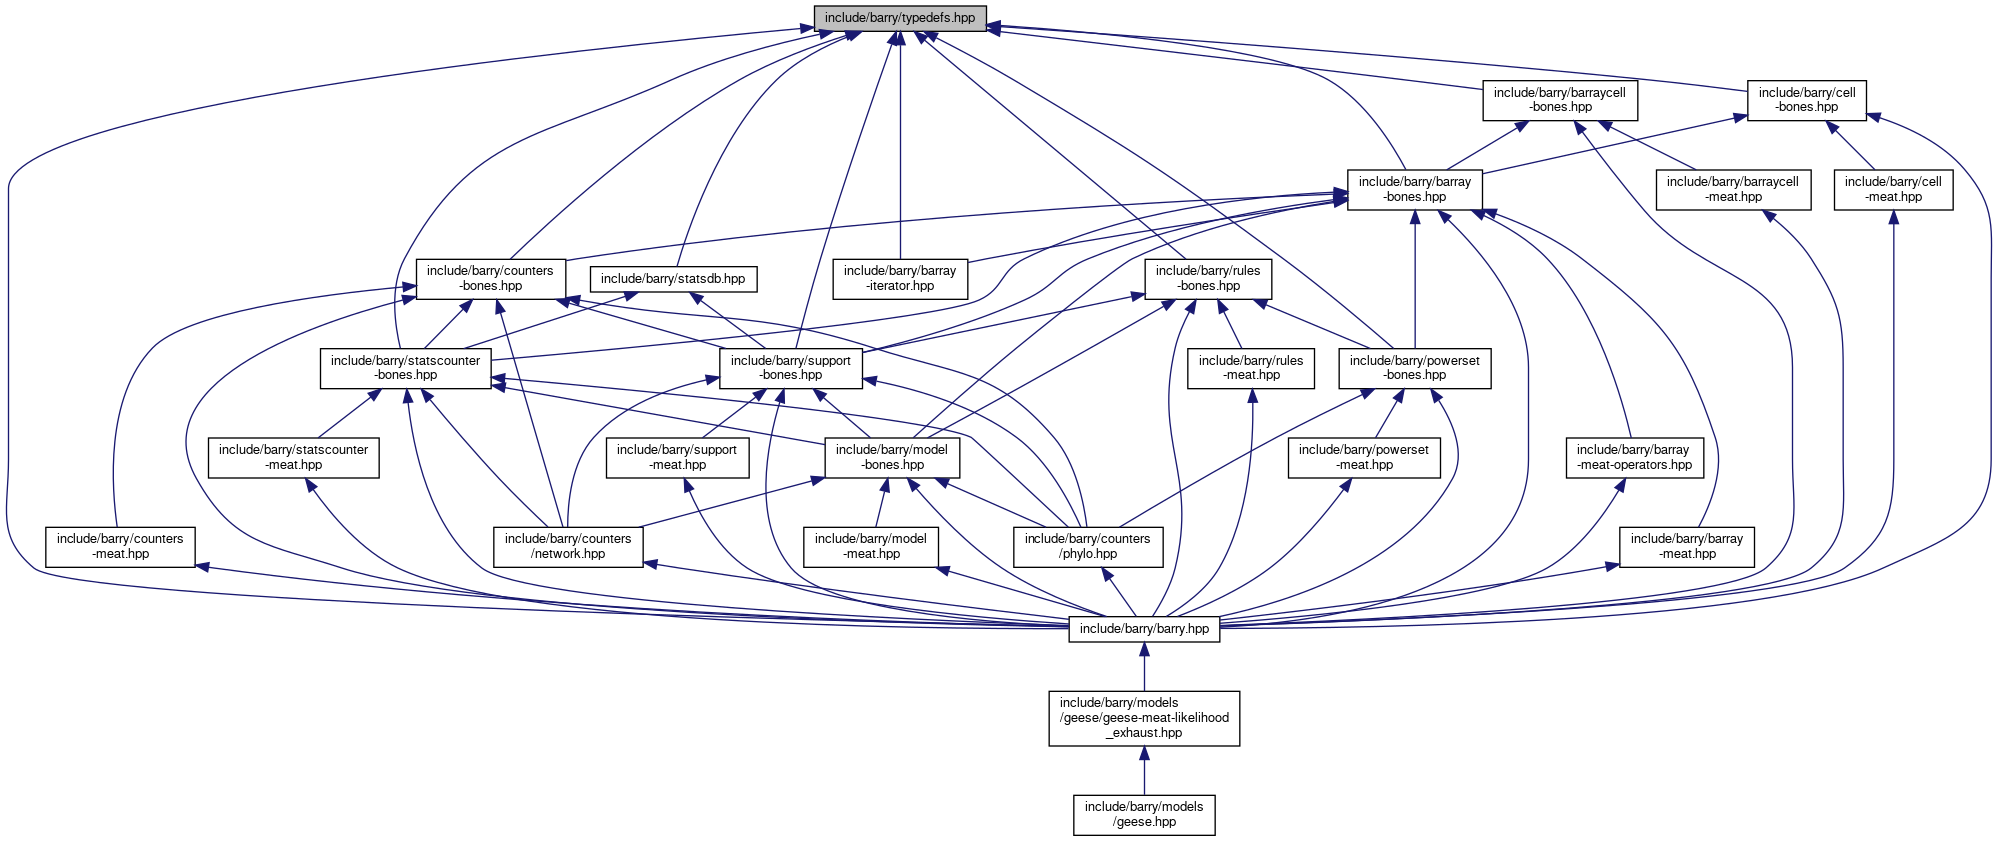 include/barry/typedefs.hpp
include/barry/barraycell
-bones.hpp
include/barry/cell
-bones.hpp
include/barry/barray
-bones.hpp
include/barry/barraycell
-meat.hpp
include/barry/cell
-meat.hpp
include/barry/counters
-bones.hpp
include/barry/statsdb.hpp
include/barry/barray
-iterator.hpp
include/barry/rules
-bones.hpp
include/barry/statscounter
-bones.hpp
include/barry/support
-bones.hpp
include/barry/rules
-meat.hpp
include/barry/powerset
-bones.hpp
include/barry/statscounter
-meat.hpp
include/barry/support
-meat.hpp
include/barry/model
-bones.hpp
include/barry/powerset
-meat.hpp
include/barry/barray
-meat-operators.hpp
include/barry/counters
-meat.hpp
include/barry/counters
/network.hpp
include/barry/model
-meat.hpp
include/barry/counters
/phylo.hpp
include/barry/barray
-meat.hpp
include/barry/barry.hpp
include/barry/models
/geese/geese-meat-likelihood
_exhaust.hpp
include/barry/models
/geese.hpp